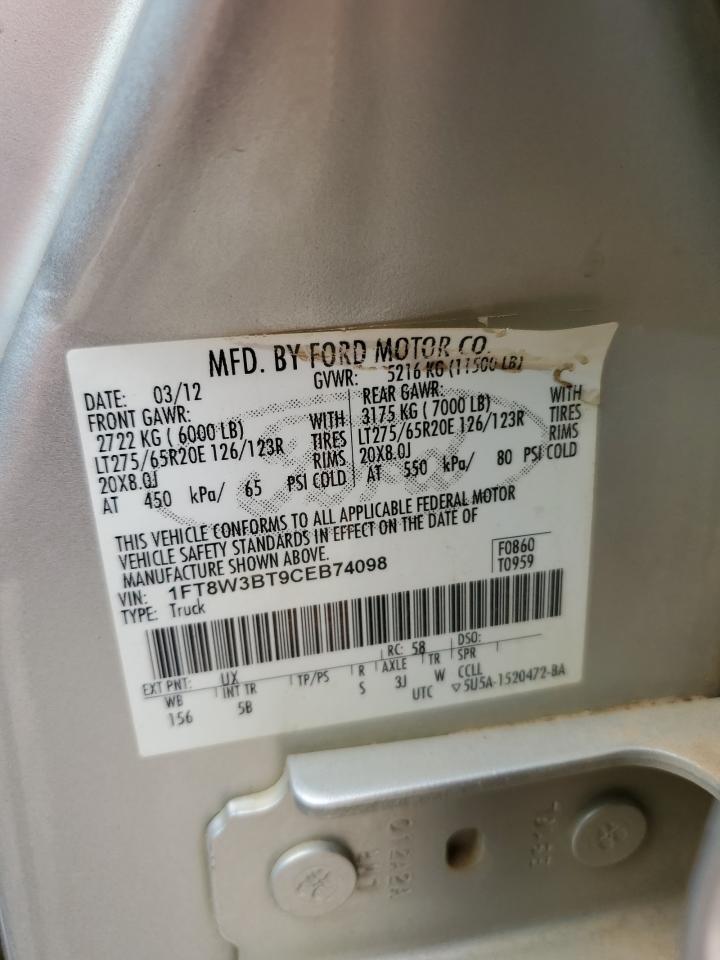 MFD. BY FORD MOTOR CO.
DATE: 03/12 GVWR: 5216 KG (11500 LB)
FRONT GAWR: REAR GAWR: WITH
2722 KG ( 6000 LB) WITH 3175 KG ( 7000 LB) TIRES
LT275/65R20E 126/123R TIRES LT275/65R20E 126/123R RIMS
20X8.0J RIMS 20X8.0J
AT 450 kPa/ 65 PSI COLD AT 550 kPa/ 80 PSI COLD
THIS VEHICLE CONFORMS TO ALL APPLICABLE FEDERAL MOTOR
VEHICLE SAFETY STANDARDS IN EFFECT ON THE DATE OF
MANUFACTURE SHOWN ABOVE.
VIN: 1FT8W3BT9CEB74098 F0860
TYPE: Truck T0959
EXT PNT: UX RC: 58 DSO:
WB INT TR TP/PS R AXLE TR SPR
156 5B S 3J W CCLL
UTC ▽5U5A-1520472-BA